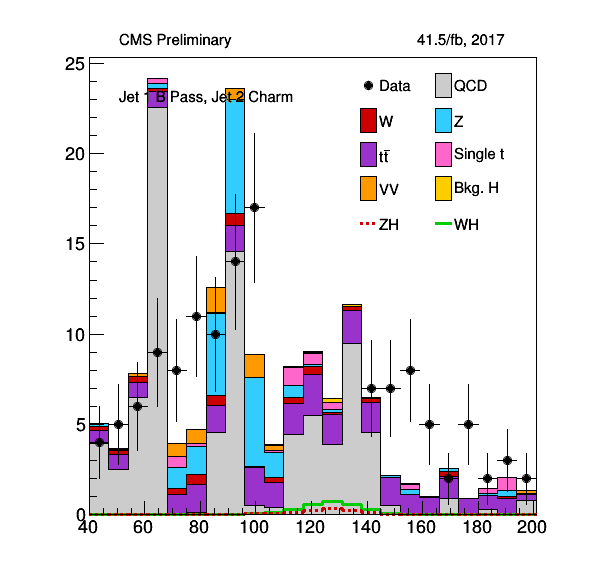 CMS Preliminary 41.5/fb, 2017
25
Jet 1 B Pass, Jet 2 Charm
Data QCD
W Z
tt̅ Single t
VV Bkg. H
ZH WH
20
15
10
5
0
40 60 80 100 120 140 160 180 200